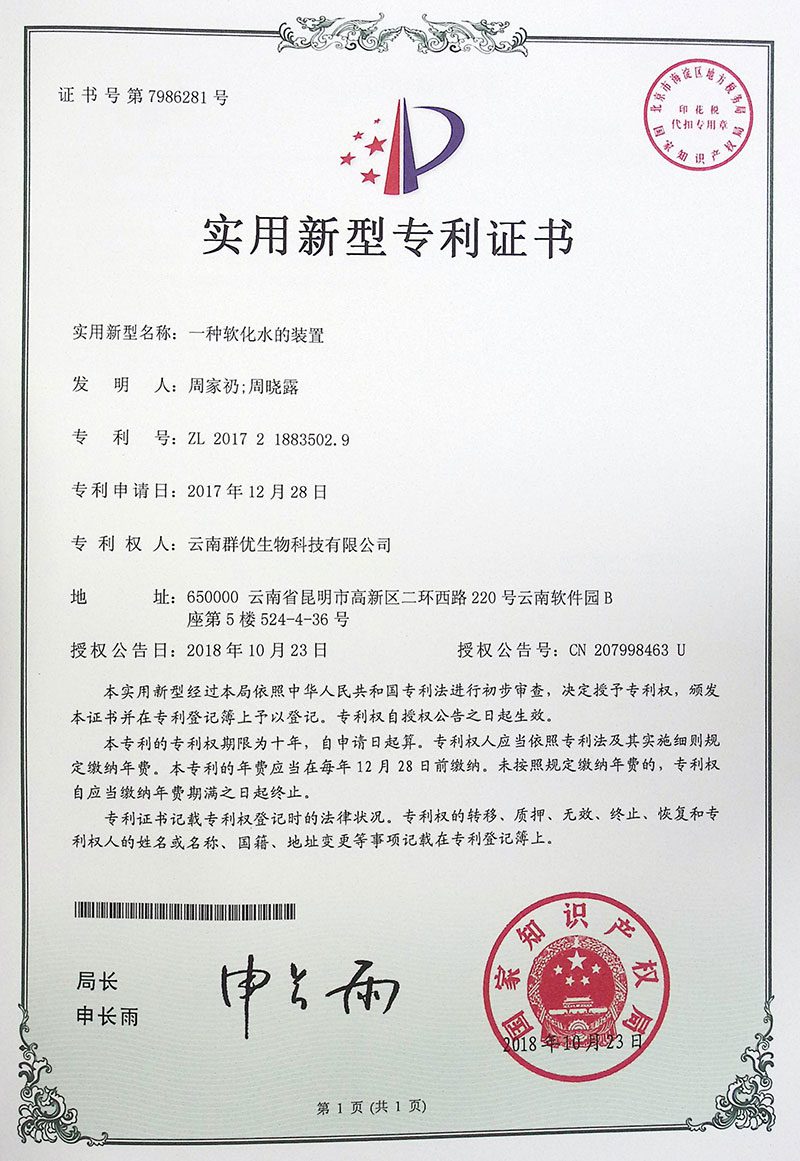 证书号第7986281号
北京市海淀区地方税务局
印花税
代扣专用章
国家知识产权局
实用新型专利证书
实用新型名称：一种软化水的装置
发明人：周家礽;周晓露
专利号：ZL 2017 2 1883502.9
专利申请日：2017年12月28日
专利权人：云南群优生物科技有限公司
地址：650000 云南省昆明市高新区二环西路220号云南软件园B
座第5楼524-4-36号
授权公告日：2018年10月23日 授权公告号：CN 207998463 U
本实用新型经过本局依照中华人民共和国专利法进行初步审查，决定授予专利权，颁发
本证书并在专利登记簿上予以登记。专利权自授权公告之日起生效。
本专利的专利权期限为十年，自申请日起算。专利权人应当依照专利法及其实施细则规
定缴纳年费。本专利的年费应当在每年12月28日前缴纳。未按照规定缴纳年费的，专利权
自应当缴纳年费期满之日起终止。
专利证书记载专利权登记时的法律状况。专利权的转移、质押、无效、终止、恢复和专
利权人的姓名或名称、国籍、地址变更等事项记载在专利登记簿上。
局长
申长雨
申长雨
国家知识产权局
2018年10月23日
第1页(共1页)